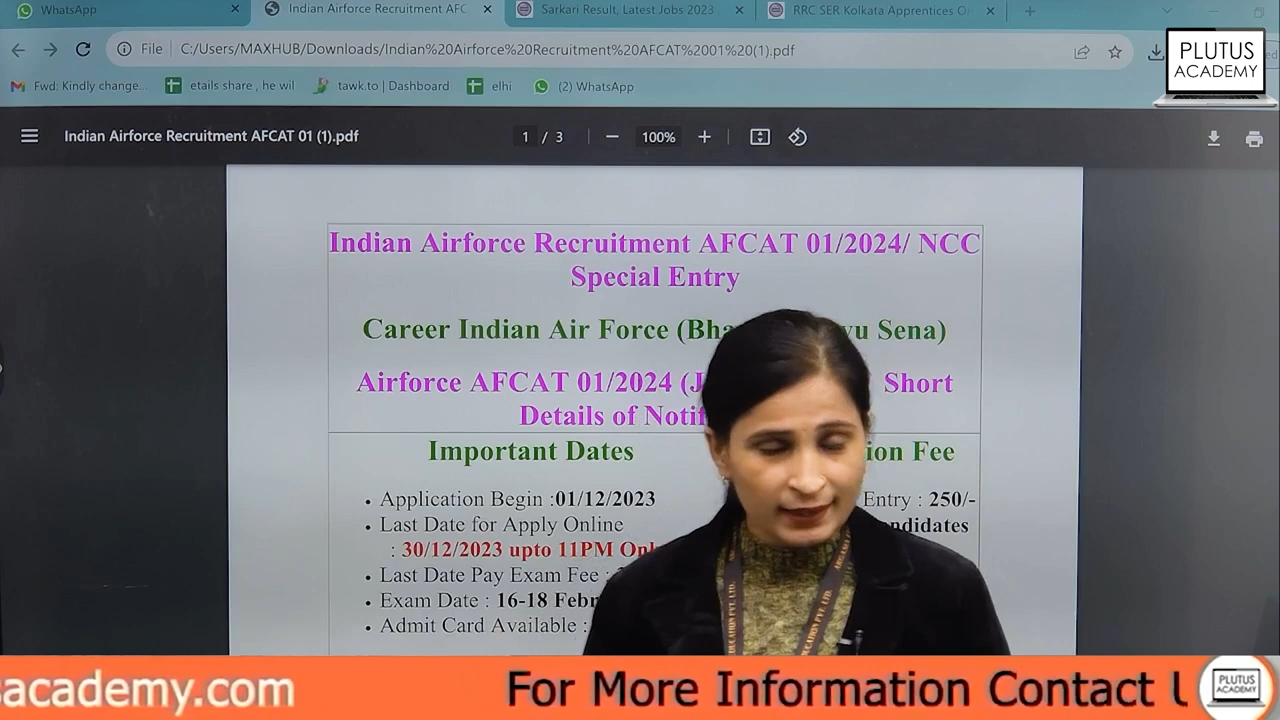 WhatsApp
Indian Airforce Recruitment AFC
Sarkari Result, Latest Jobs 2023
RRC SER Kolkata Apprentices O
File
C:/Users/MAXHUB/Downloads/Indian%20Airforce%20Recruitment%20AFCAT%2001%20(1).pdf
PLUTUS
ACADEMY
Fwd: Kindly change...
etails share , he wil
tawk.to | Dashboard
elhi
(2) WhatsApp
Indian Airforce Recruitment AFCAT 01 (1).pdf
1 / 3
100%
Indian Airforce Recruitment AFCAT 01/2024/ NCC
Special Entry
Career Indian Air Force (Bha vu Sena)
Airforce AFCAT 01/2024 (J Short
Details of Notif
Important Dates
ion Fee
• Application Begin :01/12/2023
Entry : 250/-
• Last Date for Apply Online
ndidates
: 30/12/2023 upto 11PM Onl
• Last Date Pay Exam Fee :
• Exam Date : 16-18 Febr
• Admit Card Available :
DUCATION PVT. LTD.
sacademy.com
For More Information Contact U
PLUTUS
ACADEMY